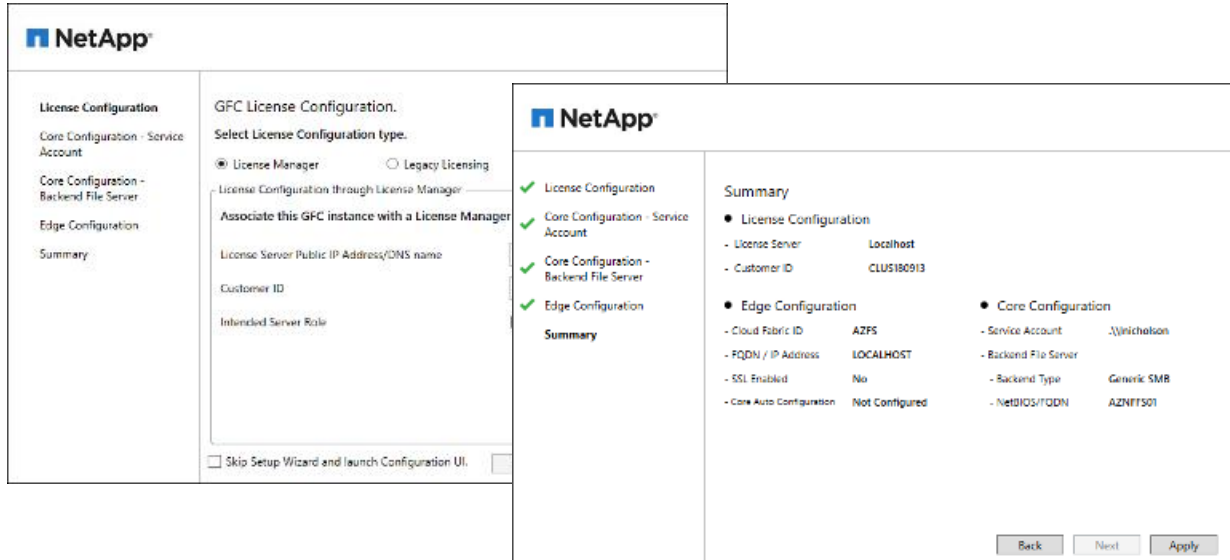 NetApp
License Configuration
Core Configuration - Service
Account
Core Configuration -
Backend File Server
Edge Configuration
Summary
GFC License Configuration.
Select License Configuration type.
License Manager
Legacy Licensing
License Configuration through License Manager
Associate this GFC instance with a License Manager
License Server Public IP Address/DNS name
Customer ID
Intended Server Role
Skip Setup Wizard and launch Configuration UI.
NetApp
License Configuration
Core Configuration - Service
Account
Core Configuration -
Backend File Server
Edge Configuration
Summary
Summary
● License Configuration
- License Server Localhost
- Customer ID CLUS180913
● Edge Configuration
- Cloud Fabric ID AZFS
- FQDN / IP Address LOCALHOST
- SSL Enabled No
- Core Auto Configuration Not Configured
● Core Configuration
- Service Account
- Backend File Server
- Backend Type Generic SMB
- NetBIOS/FQDN AZNFFS01
Back
Next
Apply